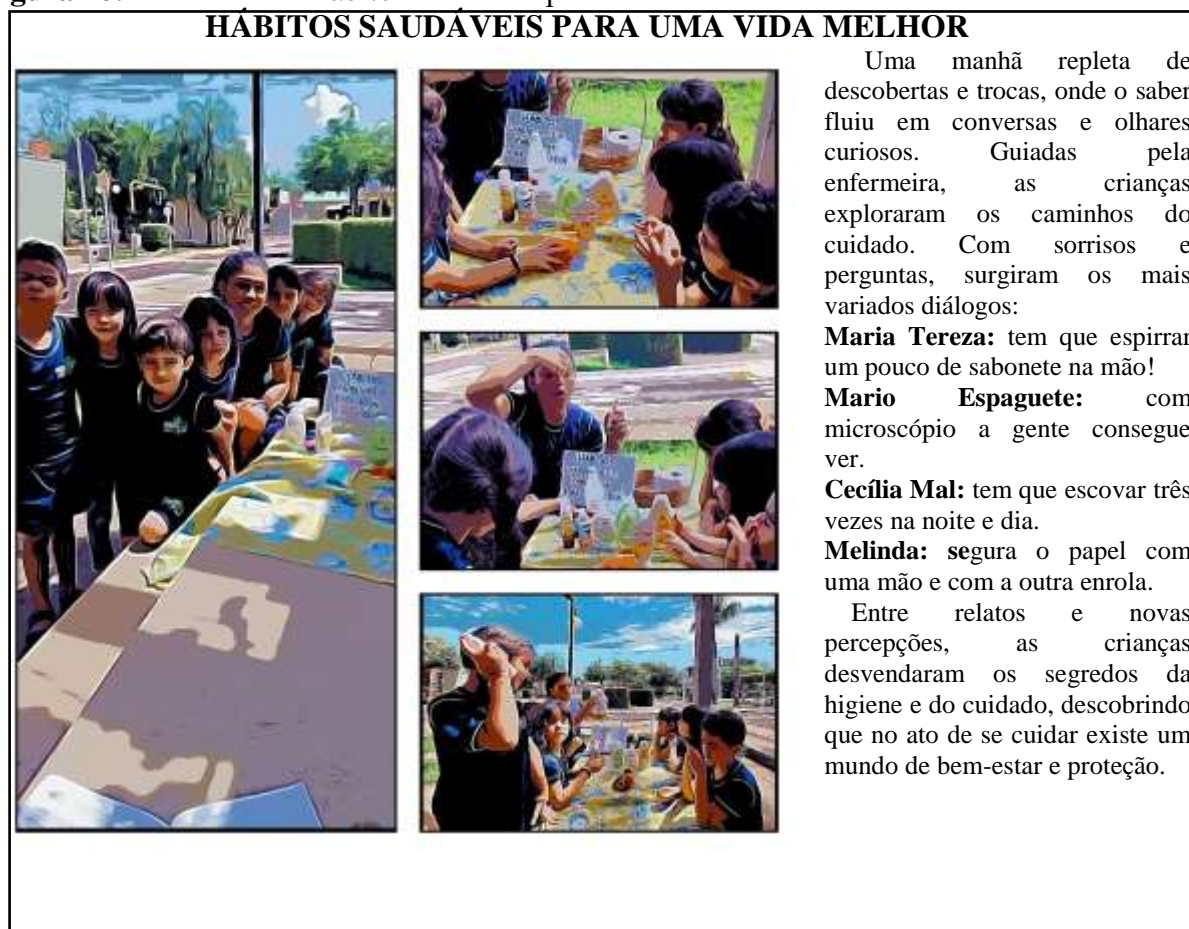 HÁBITOS SAUDÁVEIS PARA UMA VIDA MELHOR
Uma manhã repleta de
descobertas e trocas, onde o saber
fluiu em conversas e olhares
curiosos. Guiadas pela
enfermeira, as crianças
exploraram os caminhos do
cuidado. Com sorrisos e
perguntas, surgiram os mais
variados diálogos:
Maria Tereza: tem que espirrar
um pouco de sabonete na mão!
Mario Espaguete: com
microscópio a gente consegue
ver.
Cecília Mal: tem que escovar três
vezes na noite e dia.
Melinda: segura o papel com
uma mão e com a outra enrola.
Entre relatos e novas
percepções, as crianças
desvendaram os segredos da
higiene e do cuidado, descobrindo
que no ato de se cuidar existe um
mundo de bem-estar e proteção.